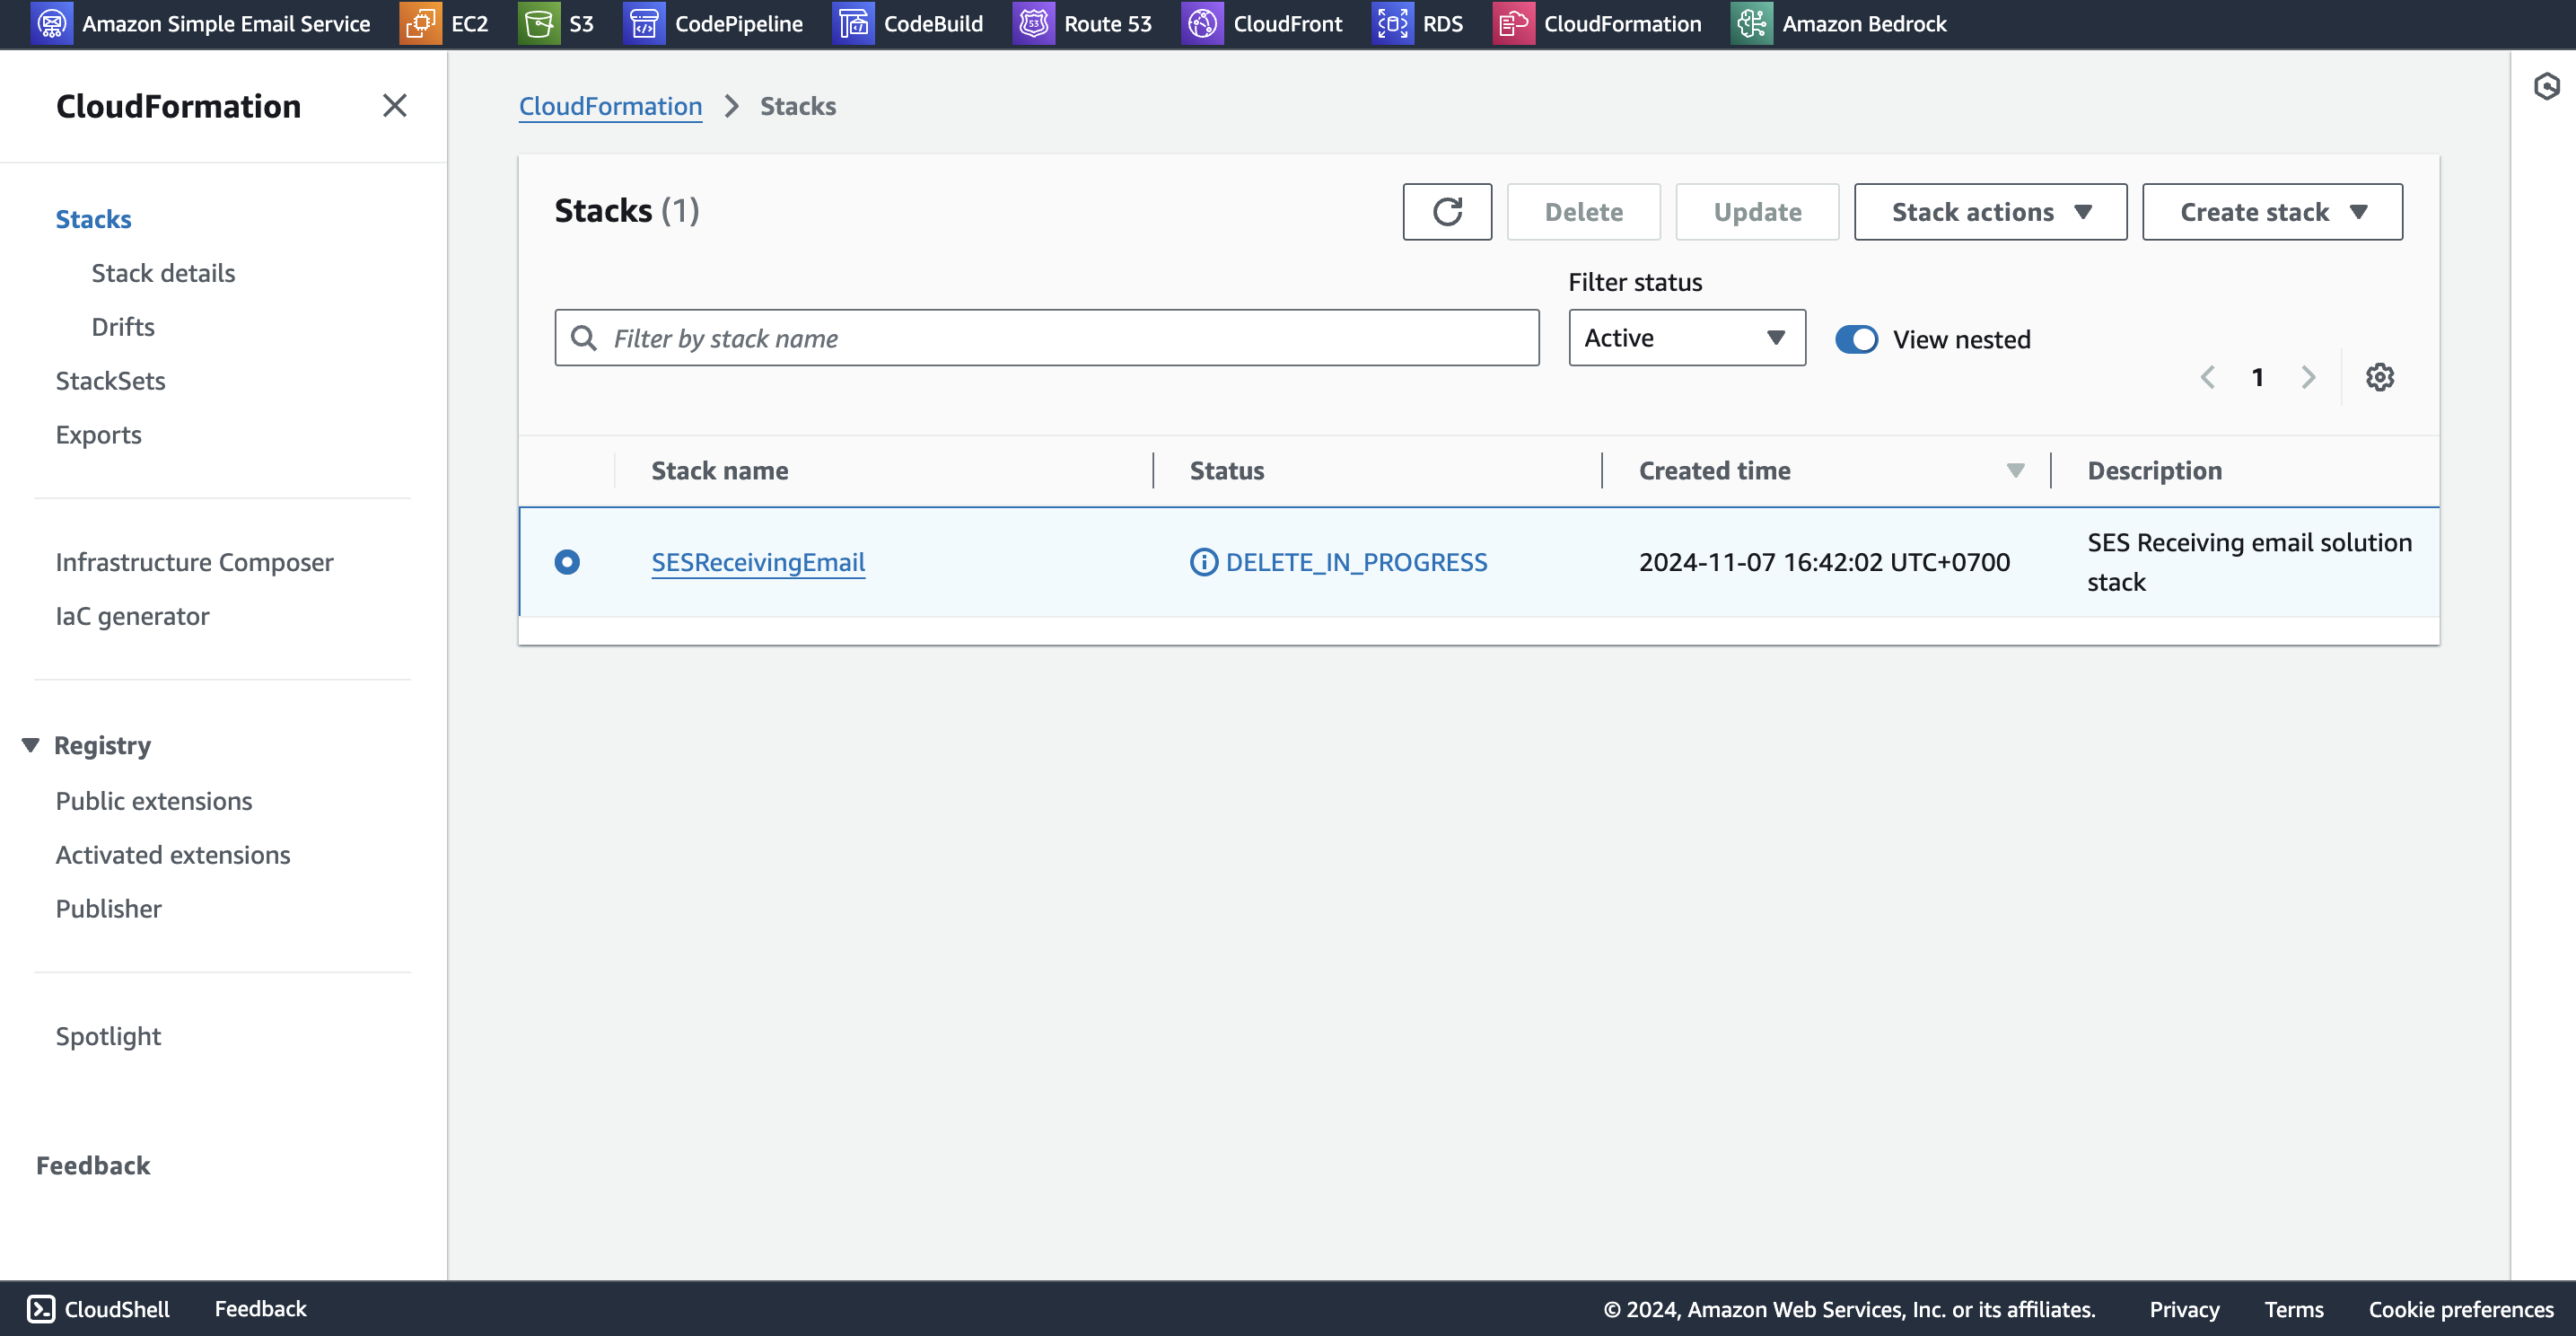 Amazon Simple Email Service
EC2
S3
CodePipeline
CodeBuild
Route 53
CloudFront
RDS
CloudFormation
Amazon Bedrock
CloudFormation
Stacks
Stack details
Drifts
StackSets
Exports
Infrastructure Composer
IaC generator
Registry
Public extensions
Activated extensions
Publisher
Spotlight
Feedback
CloudFormation > Stacks
Stacks (1)
Delete
Update
Stack actions
Create stack
Filter status
Filter by stack name
Active
View nested
1
Stack name
Status
Created time
Description
SESReceivingEmail
DELETE_IN_PROGRESS
2024-11-07 16:42:02 UTC+0700
SES Receiving email solution
stack
CloudShell
Feedback
© 2024, Amazon Web Services, Inc. or its affiliates.
Privacy
Terms
Cookie preferences